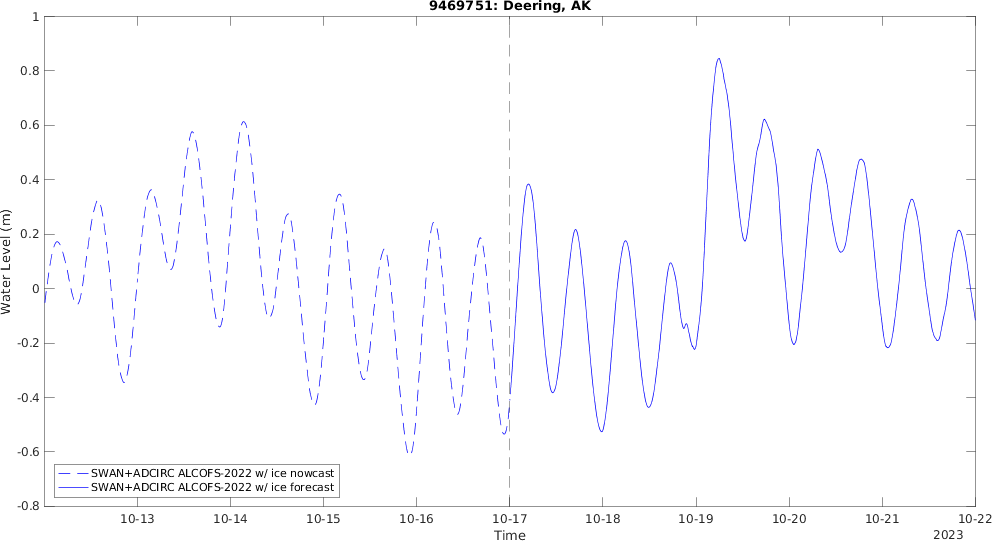 9469751: Deering, AK
1
0.8
0.6
0.4
0.2
0
-0.2
-0.4
-0.6
-0.8
Water Level (m)
SWAN+ADCIRC ALCOFS-2022 w/ ice nowcast
SWAN+ADCIRC ALCOFS-2022 w/ ice forecast
10-13 10-14 10-15 10-16 10-17 10-18 10-19 10-20 10-21 10-22
Time
2023